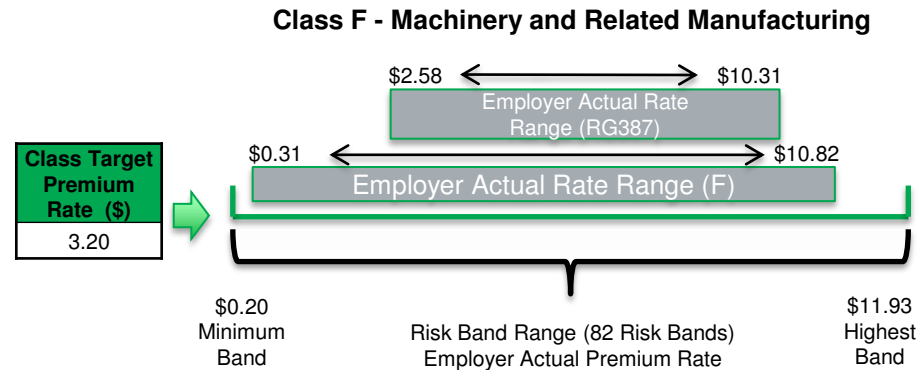 Class F - Machinery and Related Manufacturing
$2.58
$10.31
Employer Actual Rate
Range (RG387)
$0.31
$10.82
Employer Actual Rate Range (F)
Class Target
Premium
Rate ($)
3.20
$0.20
Minimum
Band
Risk Band Range (82 Risk Bands)
Employer Actual Premium Rate
$11.93
Highest
Band